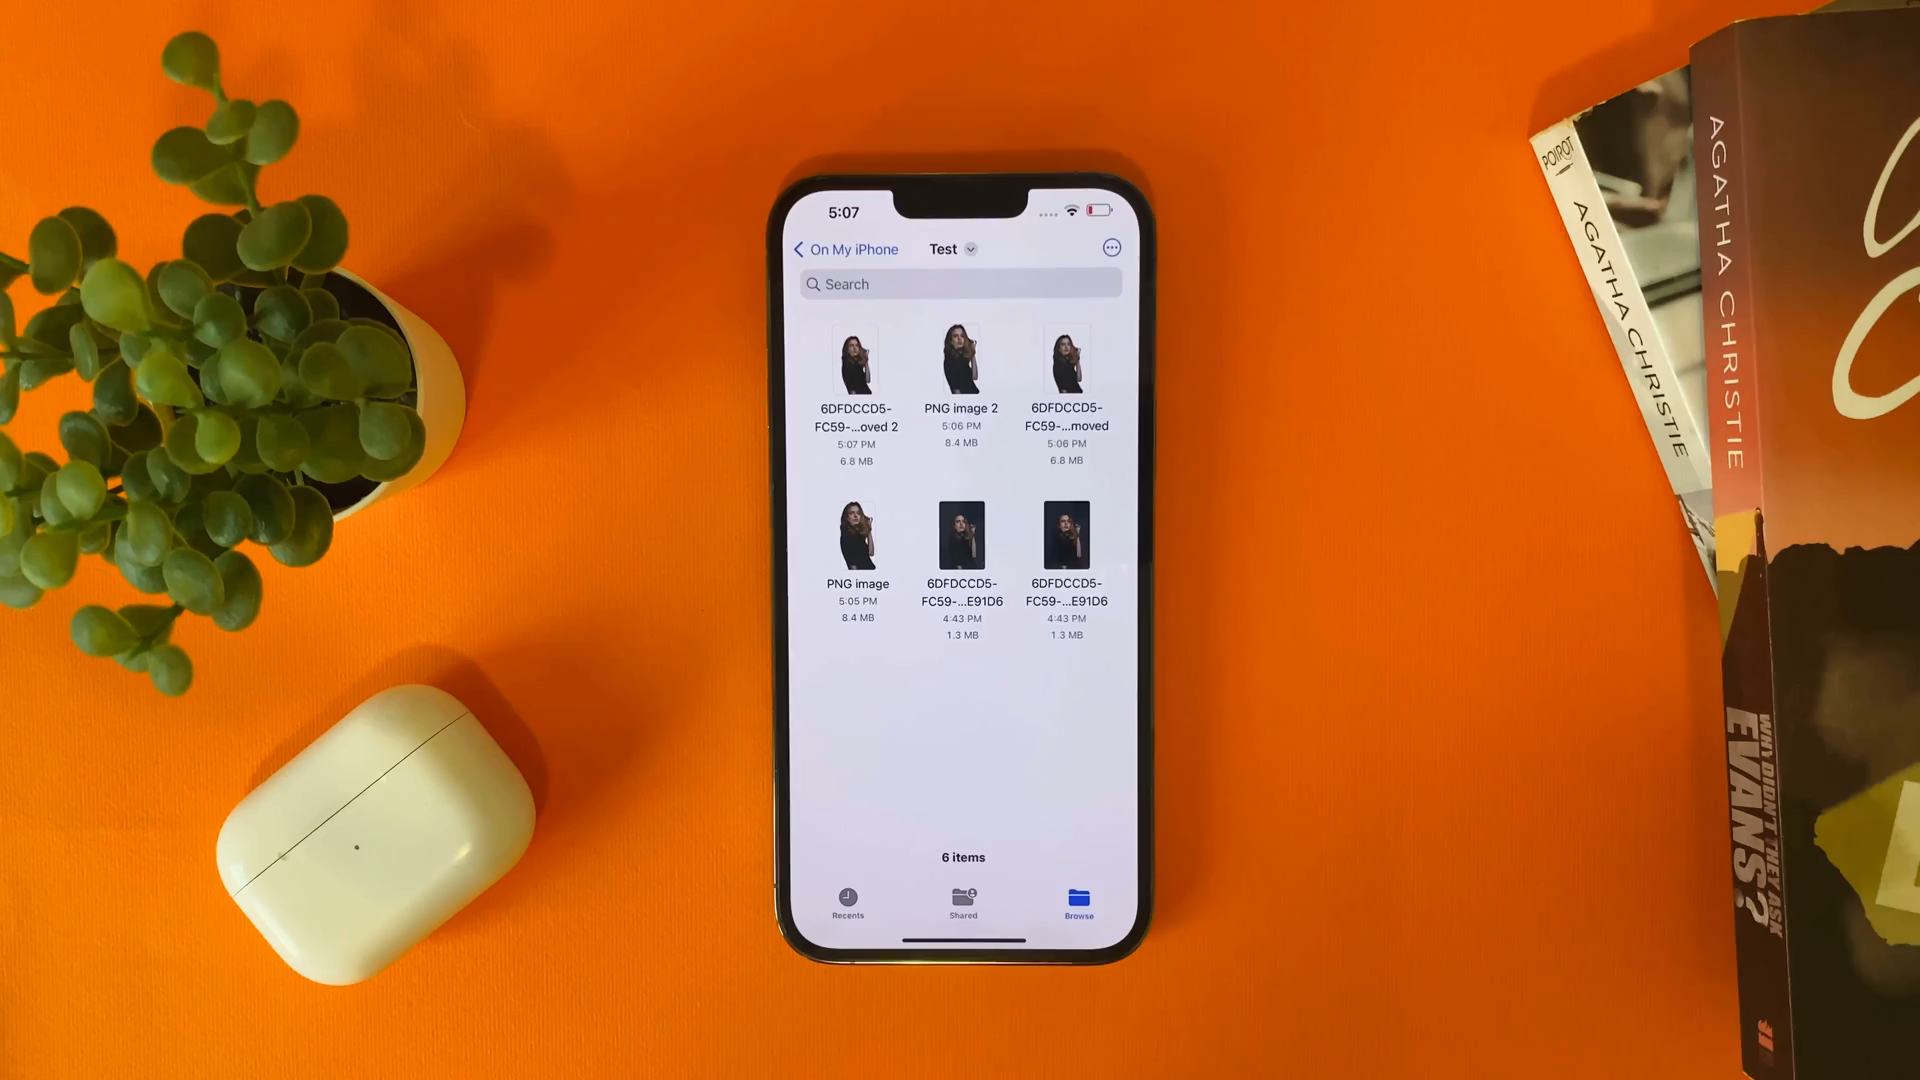 5:07
On My iPhone
Test
Search
6DFDCCD5-
FC59-...oved 2
5:07 PM
6.8 MB
PNG image 2
5:06 PM
8.4 MB
6DFDCCD5-
FC59-...moved
5:06 PM
6.8 MB
PNG image
5:05 PM
8.4 MB
6DFDCCD5-
FC59-...E91D6
4:43 PM
1.3 MB
6DFDCCD5-
FC59-...E91D6
4:43 PM
1.3 MB
6 items
Recents
Shared
Browse
POIROT
AGATHA CHRISTIE
AGATHA CHRISTIE
WHY DIDN'T THEY ASK
EVANS?